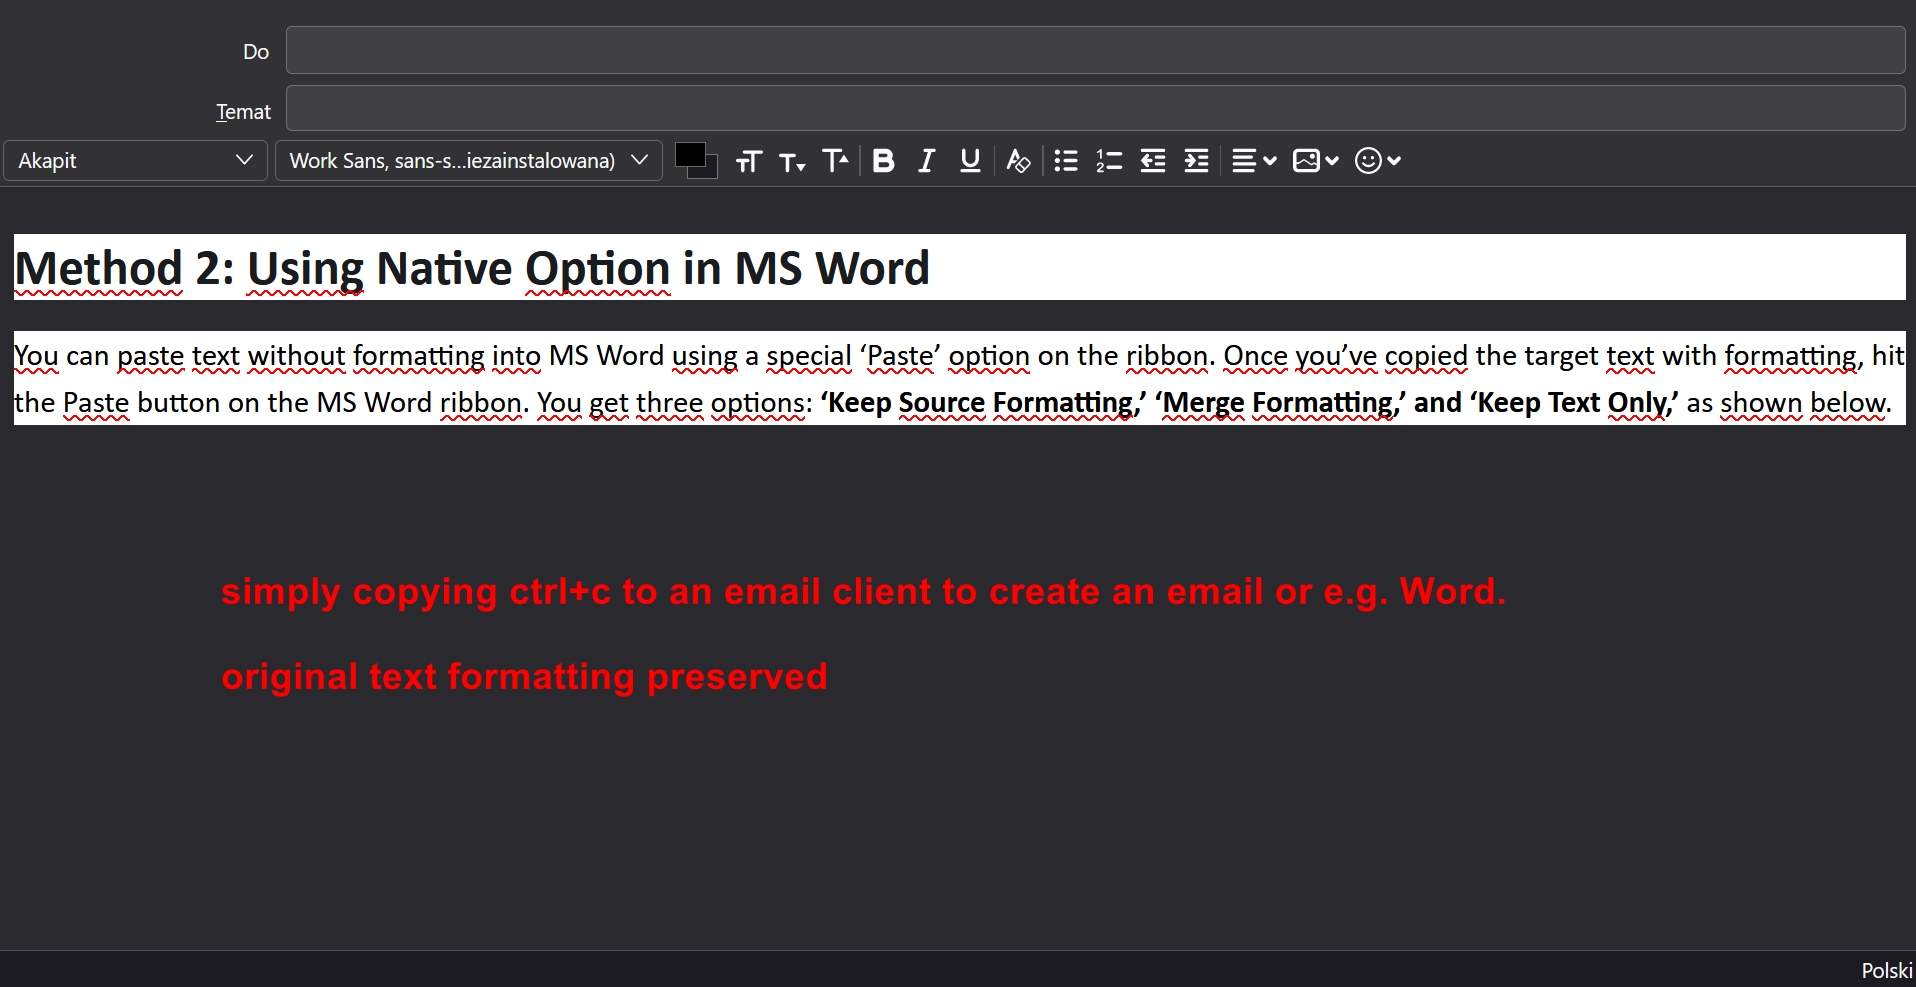 Do
Temat
Akapit
Work Sans, sans-s...iezainstalowana)
Method 2: Using Native Option in MS Word
You can paste text without formatting into MS Word using a special ‘Paste’ option on the ribbon. Once you’ve copied the target text with formatting, hit
the Paste button on the MS Word ribbon. You get three options: ‘Keep Source Formatting,’ ‘Merge Formatting,’ and ‘Keep Text Only,’ as shown below.
simply copying ctrl+c to an email client to create an email or e.g. Word.
original text formatting preserved
Polski